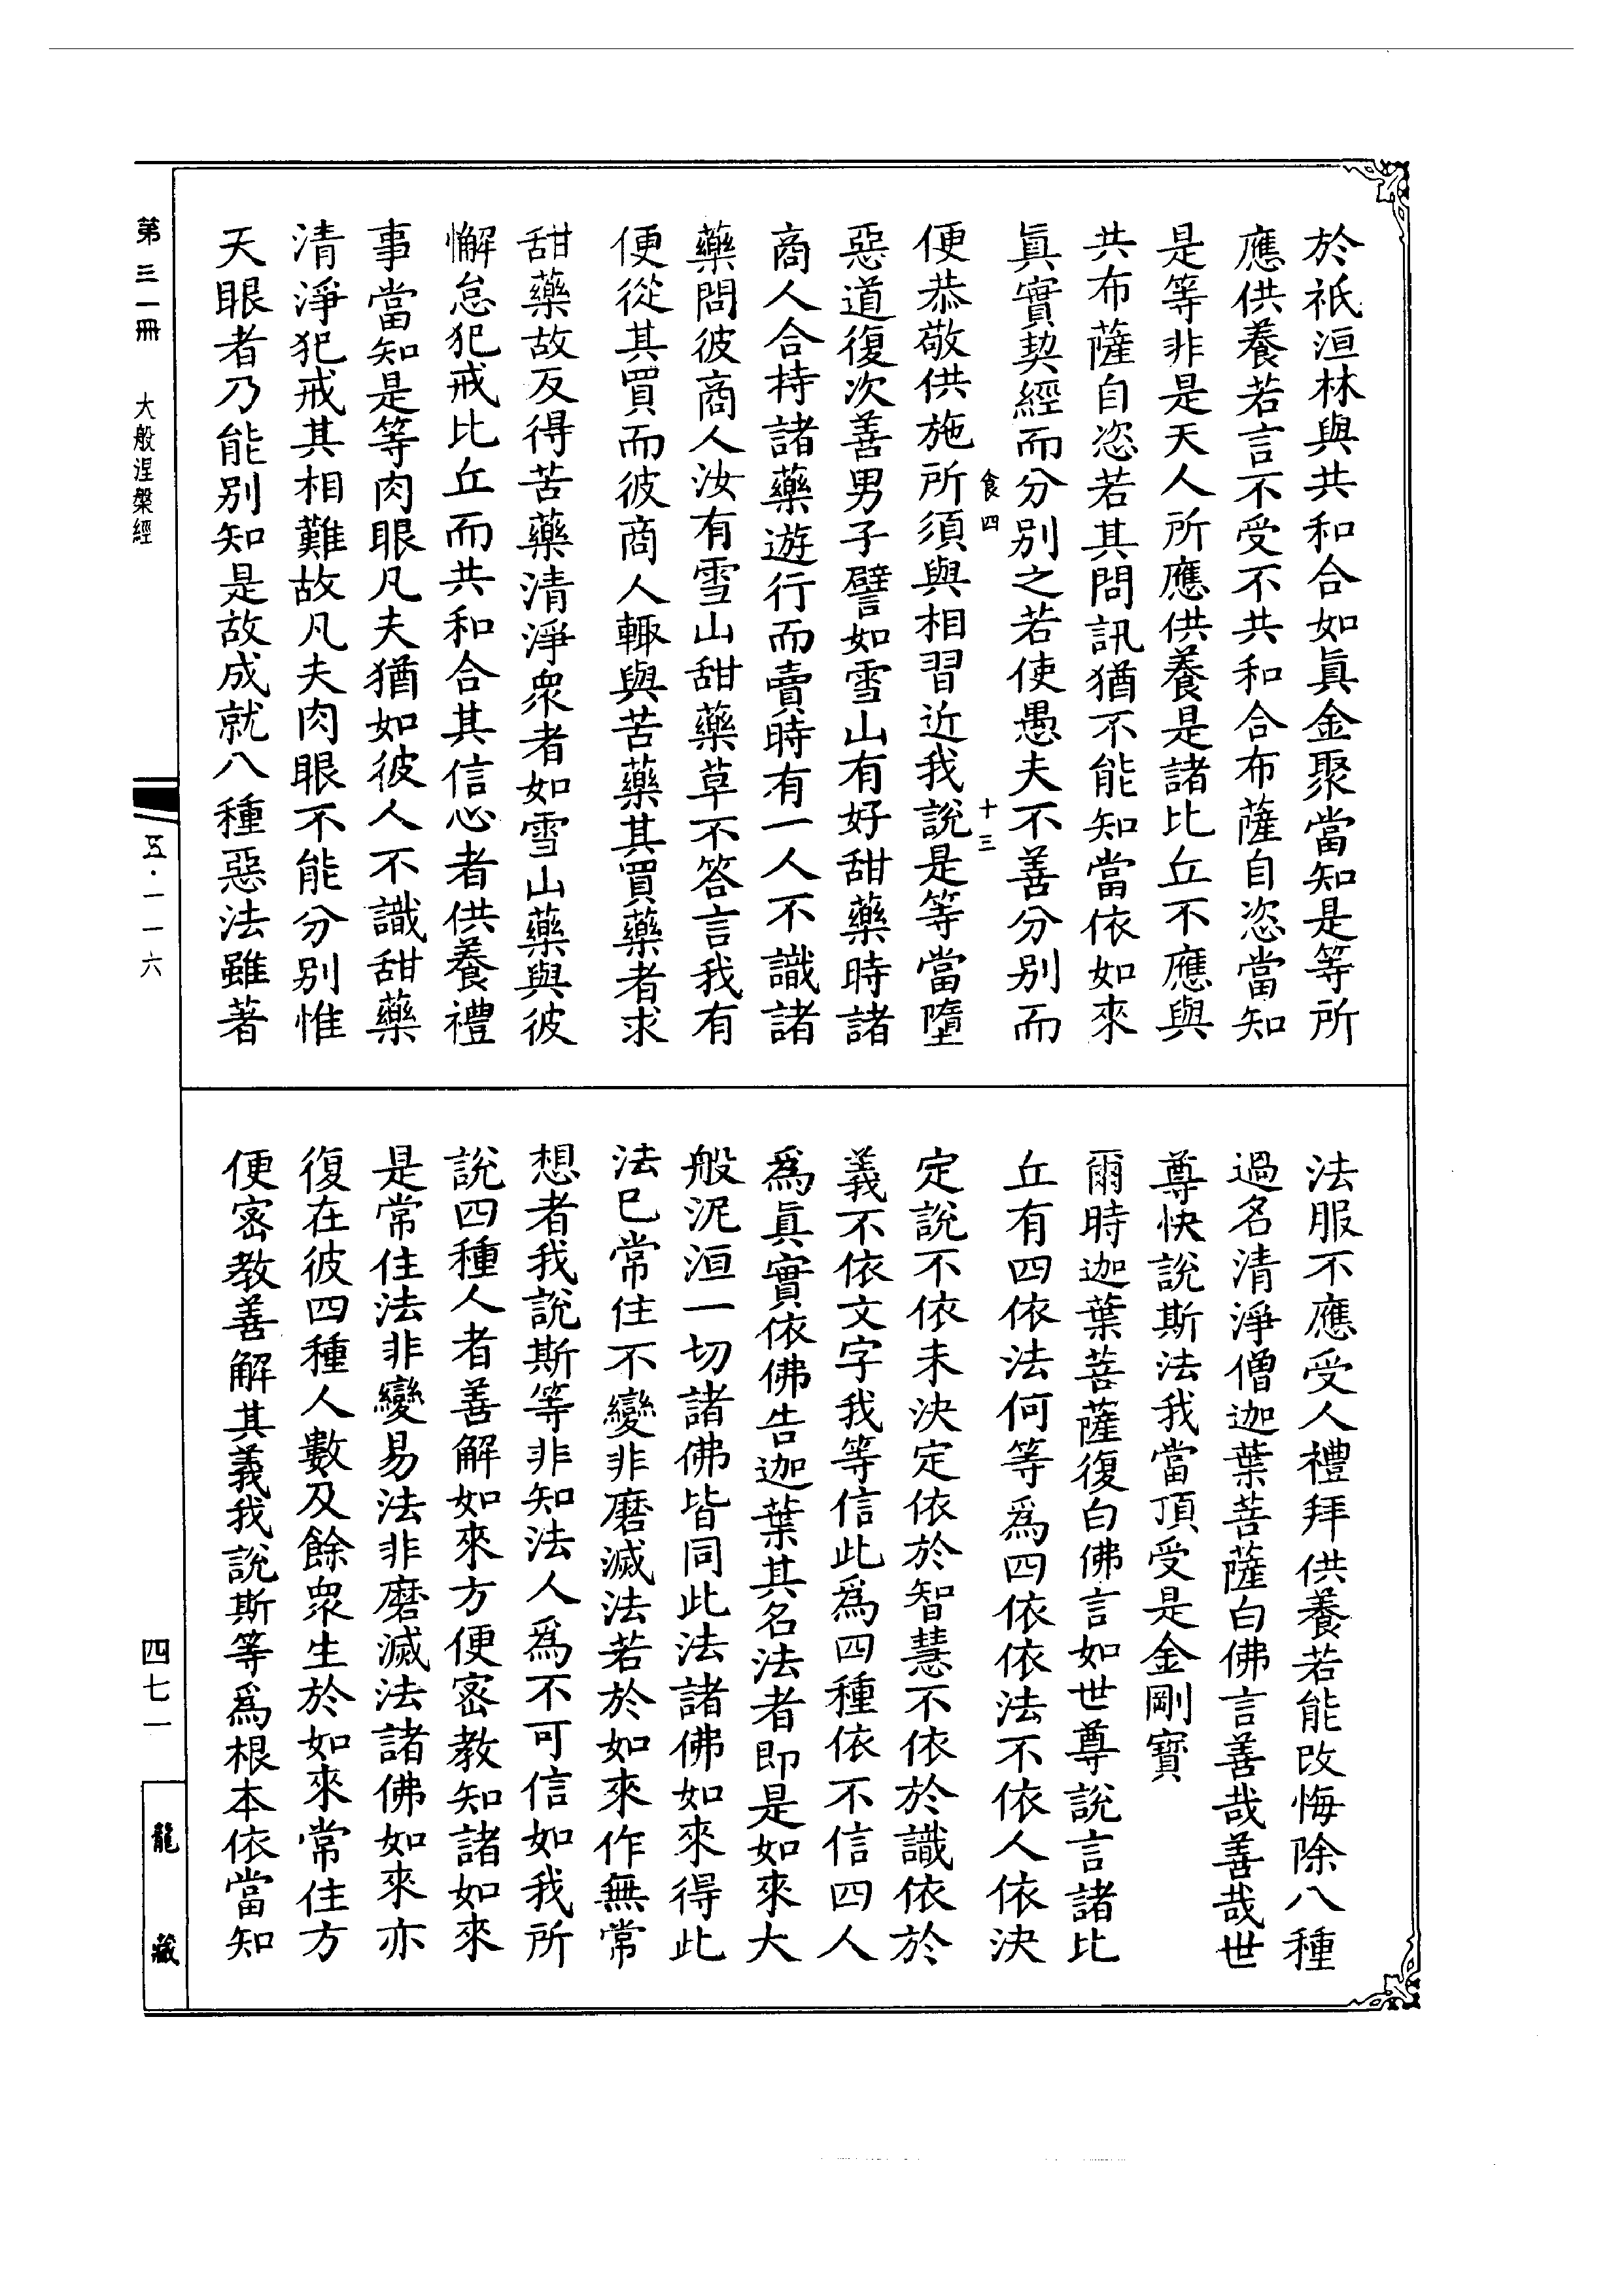 於祇洹林與共和合如眞金聚當知是等所
應供養若言不受不共和合布薩自恣當知
是等非是天人所應供養是諸比丘不應與
共布薩自恣若其問訊猶不能知當依如來
眞實契經而分別之若使愚夫不善分別而
食四
十三
便恭敬供施所須與相習近我說是等當墮
惡道復次善男子譬如雪山有好甜藥時諸
商人合持諸藥遊行而賣時有一人不識諸
藥問彼商人汝有雪山甜藥草不答言我有
便從其買而彼商人輙與苦藥其買藥者求
甜藥故反得苦藥清淨衆者如雪山藥與彼
懈怠犯戒比丘而共和合其信心者供養禮
事當知是等肉眼凡夫猶如彼人不識甜藥
清淨犯戒其相難故凡夫肉眼不能分別惟
天眼者乃能別知是故成就八種惡法雖著
法服不應受人禮拜供養若能改悔除八種
過名清淨僧迦葉菩薩白佛言善哉善哉世
尊快說斯法我當頂受是金剛寶
爾時迦葉菩薩復白佛言如世尊說言諸比
丘有四依法何等爲四依依法不依人依決
定說不依未決定依於智慧不依於識依於
義不依文字我等信此爲四種依不信四人
爲眞實依佛告迦葉其名法者即是如來大
般泥洹一切諸佛皆同此法諸佛如來得此
法巳常住不變非磨滅法若於如來作無常
想者我說斯等非知法人爲不可信如我所
說四種人者善解如來方便密教知諸如來
是常住法非變易法非磨滅法諸佛如來亦
復在彼四種人數及餘衆生於如來常住方
便密教善解其義我說斯等爲根本依當知
第三一冊
大般涅槃經
五·一一六
四七一
龍藏